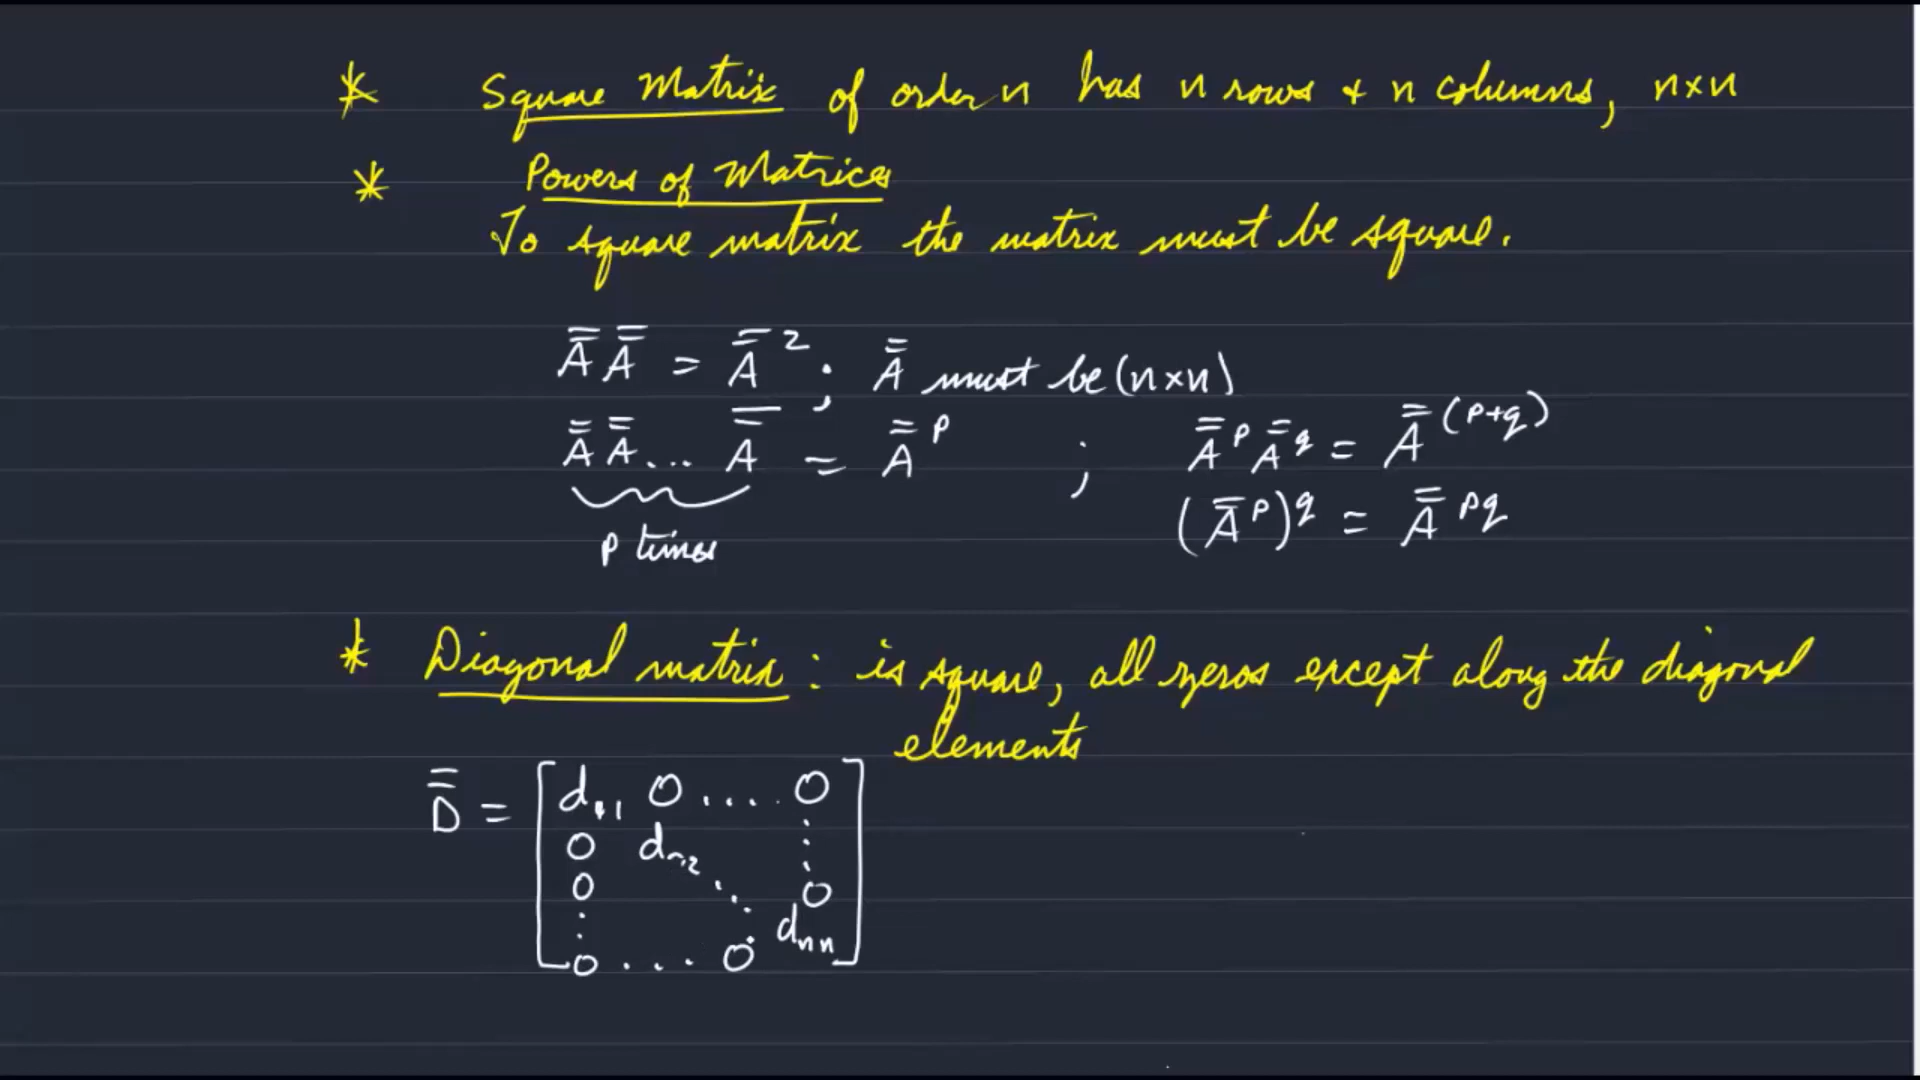 * Square Matrix of order n has n rows + n columns, n×n
* Powers of Matrices
To square matrix the matrix must be square.
A̿ A̿ = A̿² ; A̿ must be (n×n)
A̿ A̿ ... A̿ = A̿ᵖ ; A̿ᵖ A̿^q = A̿^(p+q)
p times (A̿ᵖ)^q = A̿^pq
* Diagonal matrix : is square, all zeros except along the diagonal
elements
D̿ = [ d₁₁ 0 .... 0
0 d₂₂ ⋮
0 ⋱ 0
⋮ dₙₙ
0 ... 0 ]